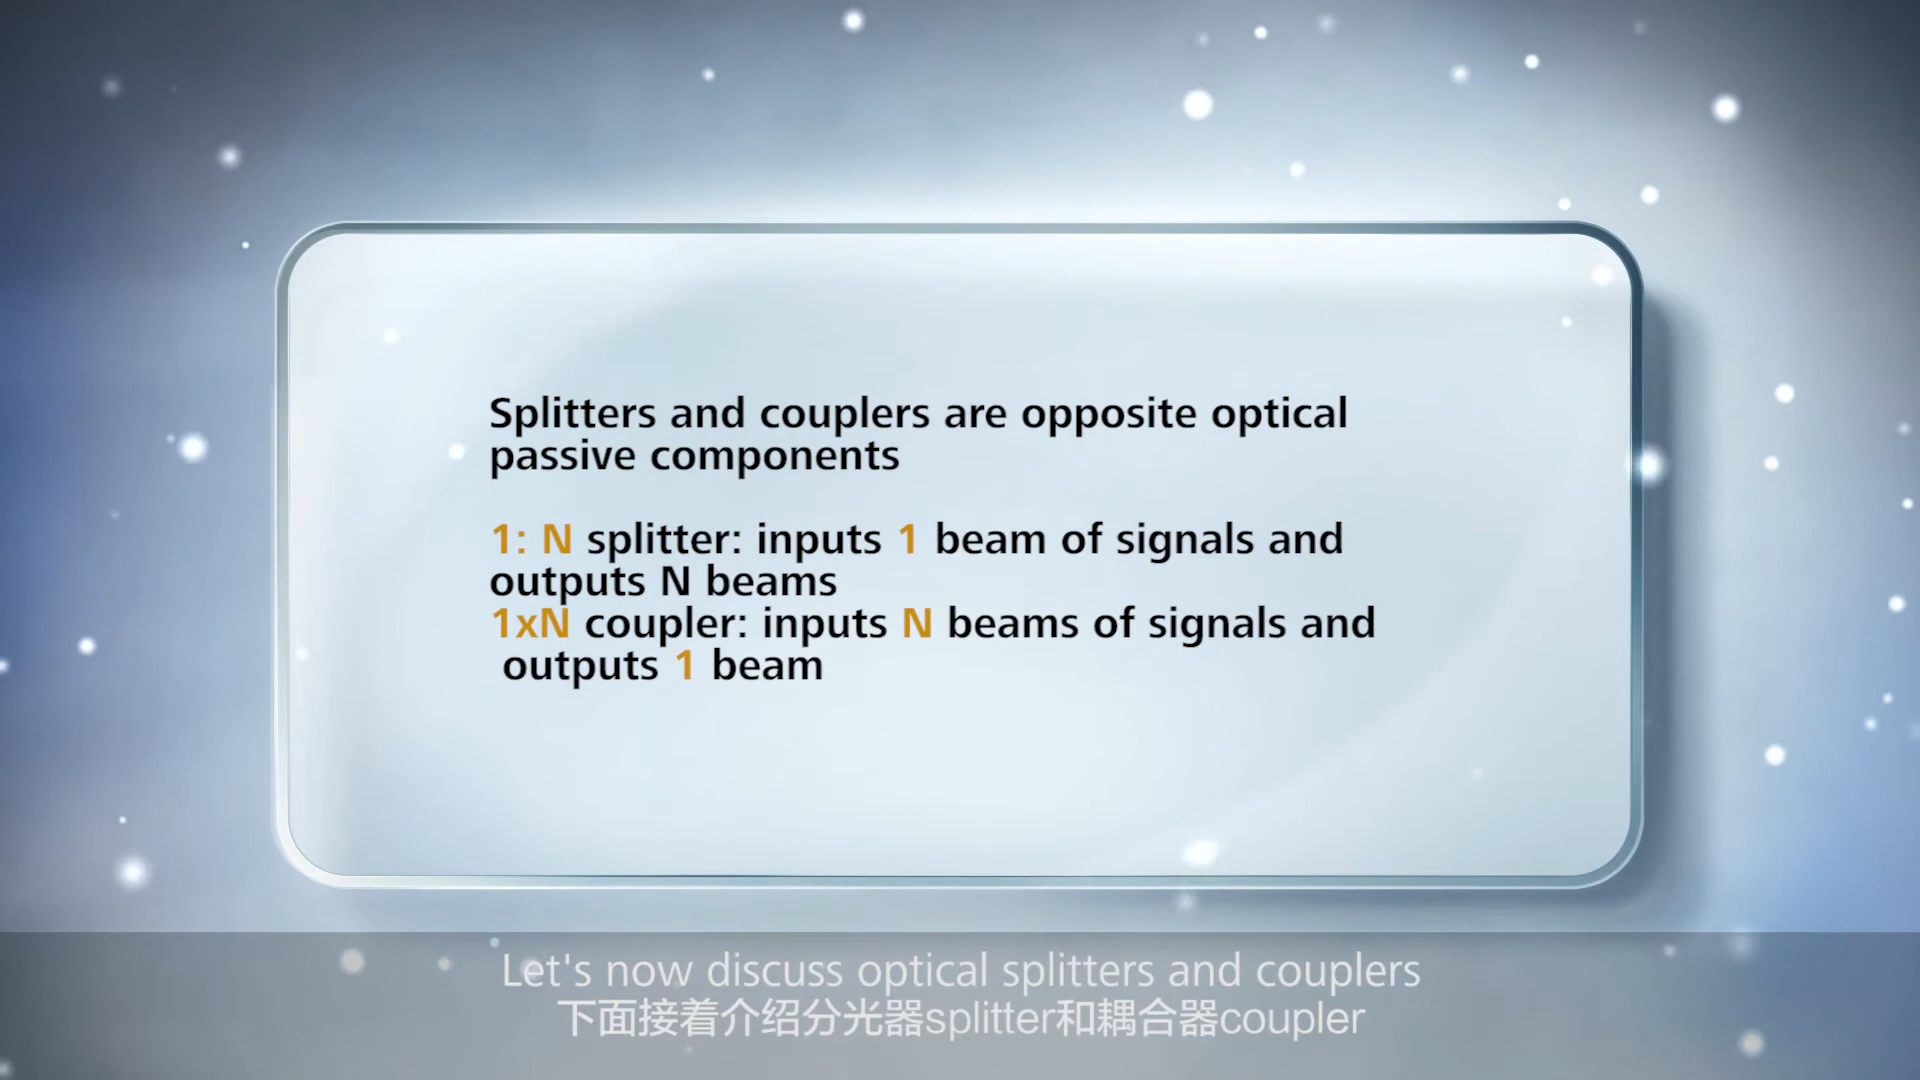 Splitters and couplers are opposite optical
passive components
1: N splitter: inputs 1 beam of signals and
outputs N beams
1xN coupler: inputs N beams of signals and
outputs 1 beam
Let's now discuss optical splitters and couplers
下面接着介绍分光器splitter和耦合器coupler